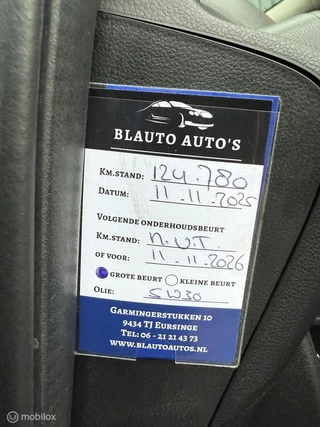 BLAUTO AUTO'S
KM.STAND: 124.780
DATUM: 11.11.2025
VOLGENDE ONDERHOUDSBEURT
KM.STAND: n.v.T.
OF VOOR: 11.11.2026
GROTE BEURT KLEINE BEURT
OLIE: 5W30
GARMINGERSTUKKEN 10
9434 TJ EURSINGE
TEL: 06 - 21 21 43 73
WWW.BLAUTOAUTOS.NL
© mobilox